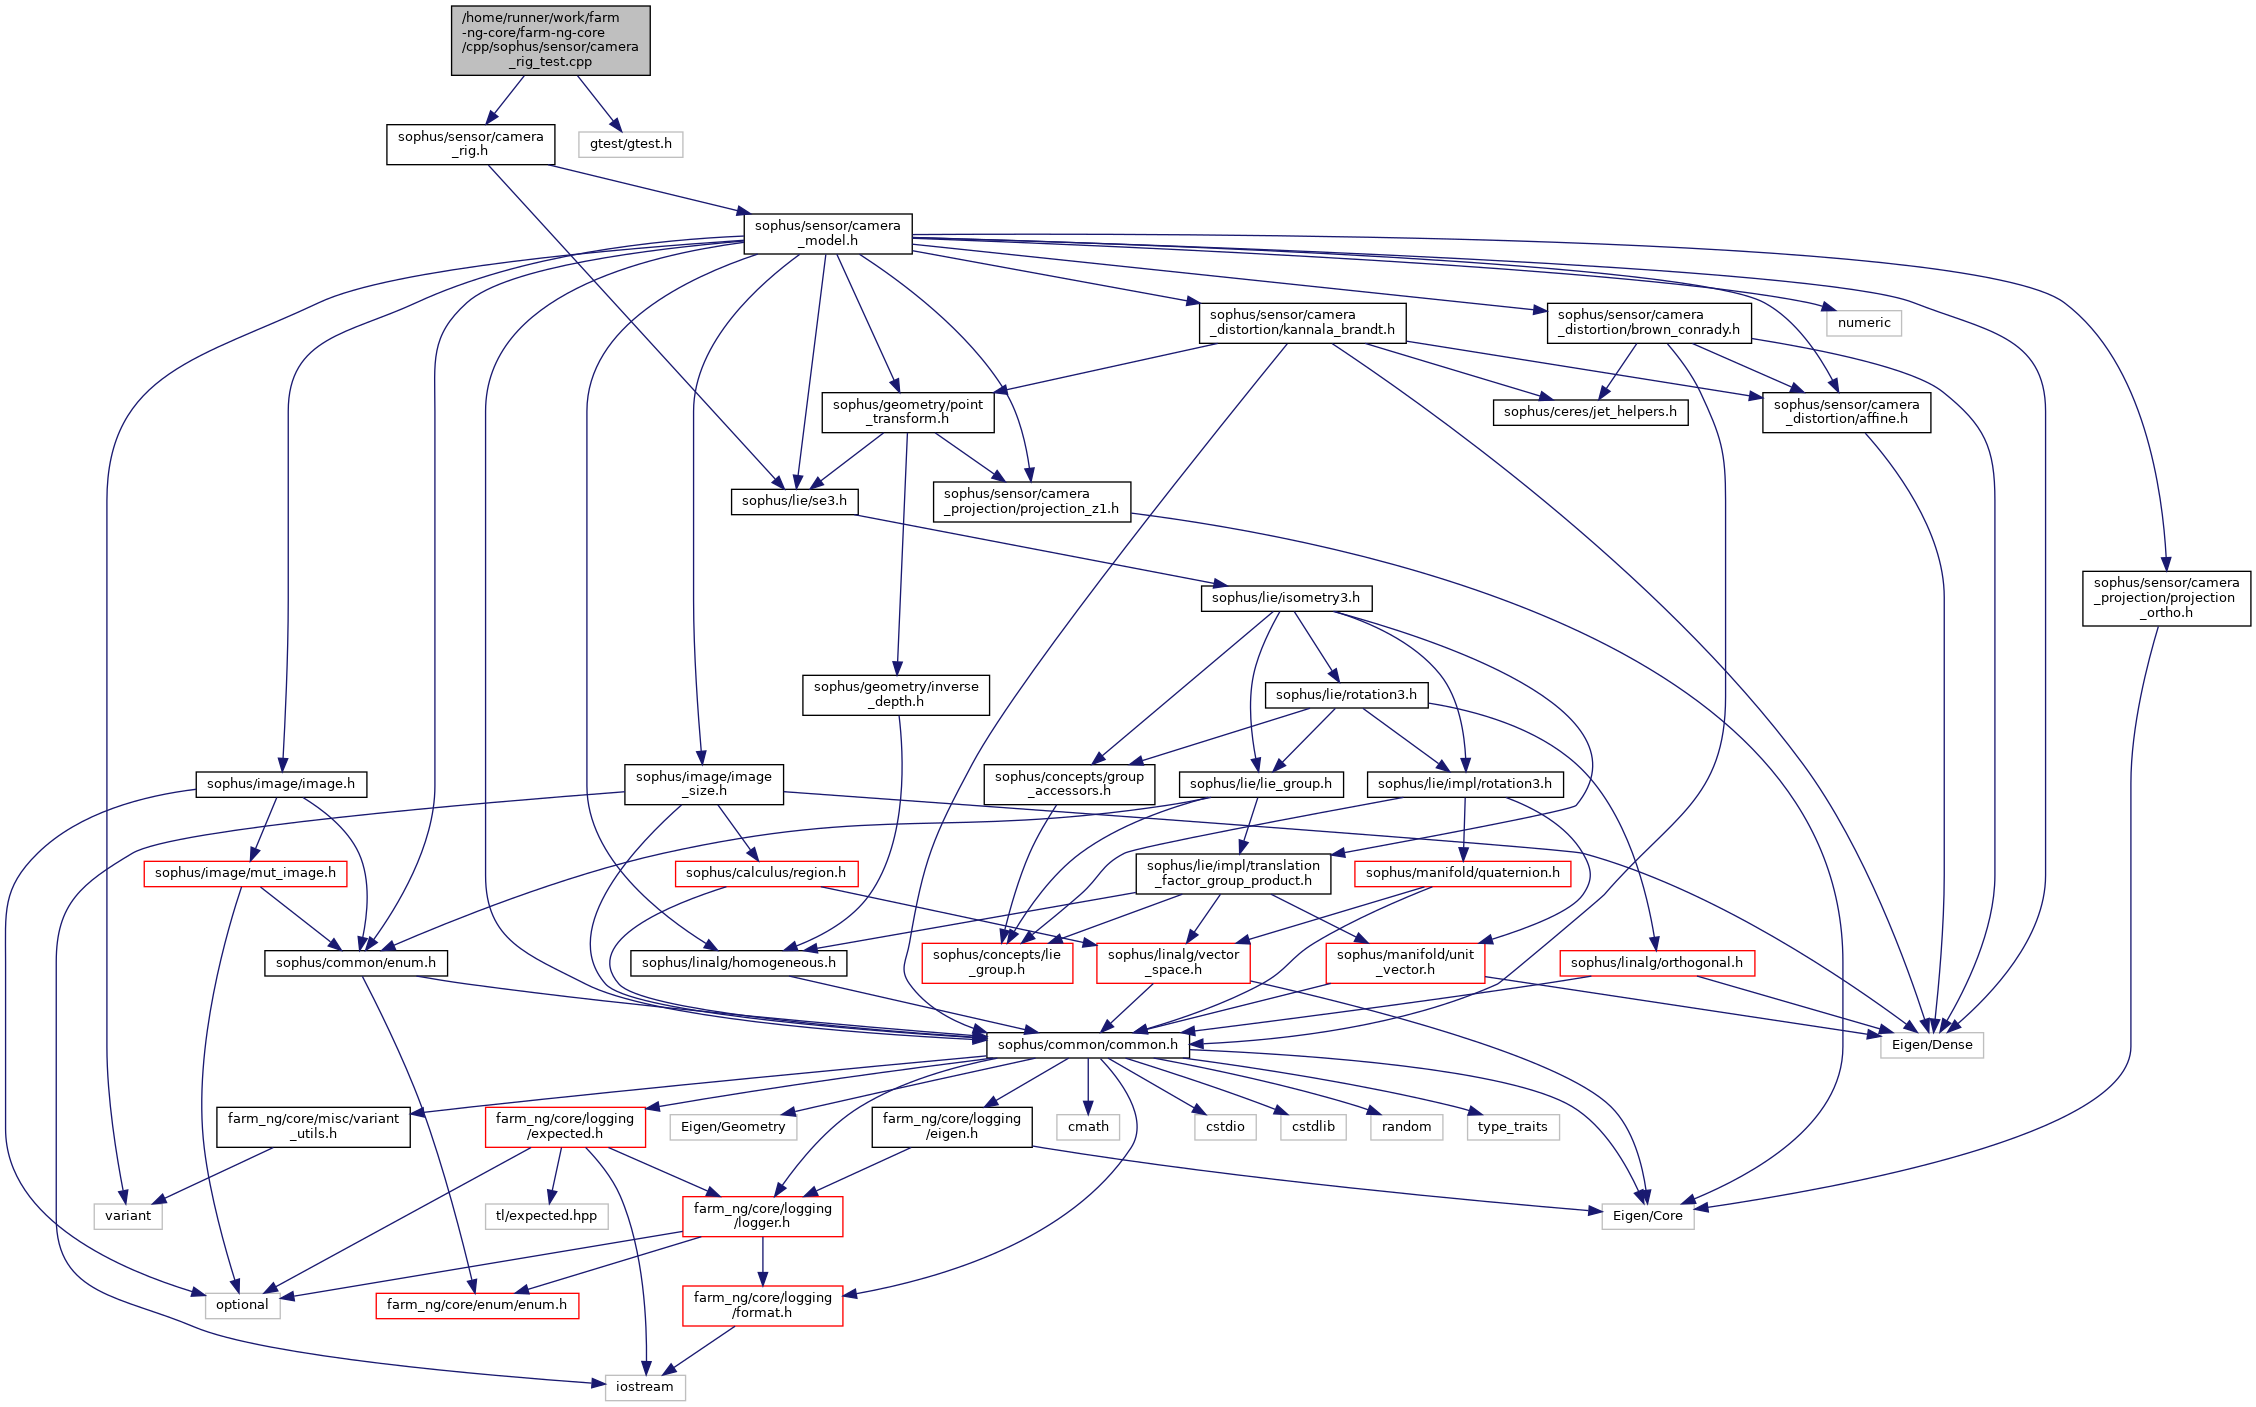 /home/runner/work/farm
-ng-core/farm-ng-core
/cpp/sophus/sensor/camera
_rig_test.cpp
sophus/sensor/camera
_rig.h
gtest/gtest.h
sophus/sensor/camera
_model.h
sophus/sensor/camera
_distortion/kannala_brandt.h
sophus/sensor/camera
_distortion/brown_conrady.h
numeric
sophus/geometry/point
_transform.h
sophus/ceres/jet_helpers.h
sophus/sensor/camera
_distortion/affine.h
sophus/lie/se3.h
sophus/sensor/camera
_projection/projection_z1.h
sophus/lie/isometry3.h
sophus/sensor/camera
_projection/projection
_ortho.h
sophus/geometry/inverse
_depth.h
sophus/lie/rotation3.h
sophus/image/image.h
sophus/image/image
_size.h
sophus/concepts/group
_accessors.h
sophus/lie/lie_group.h
sophus/lie/impl/rotation3.h
sophus/image/mut_image.h
sophus/calculus/region.h
sophus/lie/impl/translation
_factor_group_product.h
sophus/manifold/quaternion.h
sophus/common/enum.h
sophus/linalg/homogeneous.h
sophus/concepts/lie
_group.h
sophus/linalg/vector
_space.h
sophus/manifold/unit
_vector.h
sophus/linalg/orthogonal.h
sophus/common/common.h
Eigen/Dense
farm_ng/core/misc/variant
_utils.h
farm_ng/core/logging
/expected.h
Eigen/Geometry
farm_ng/core/logging
/eigen.h
cmath
cstdio
cstdlib
random
type_traits
variant
tl/expected.hpp
farm_ng/core/logging
/logger.h
Eigen/Core
optional
farm_ng/core/enum/enum.h
farm_ng/core/logging
/format.h
iostream